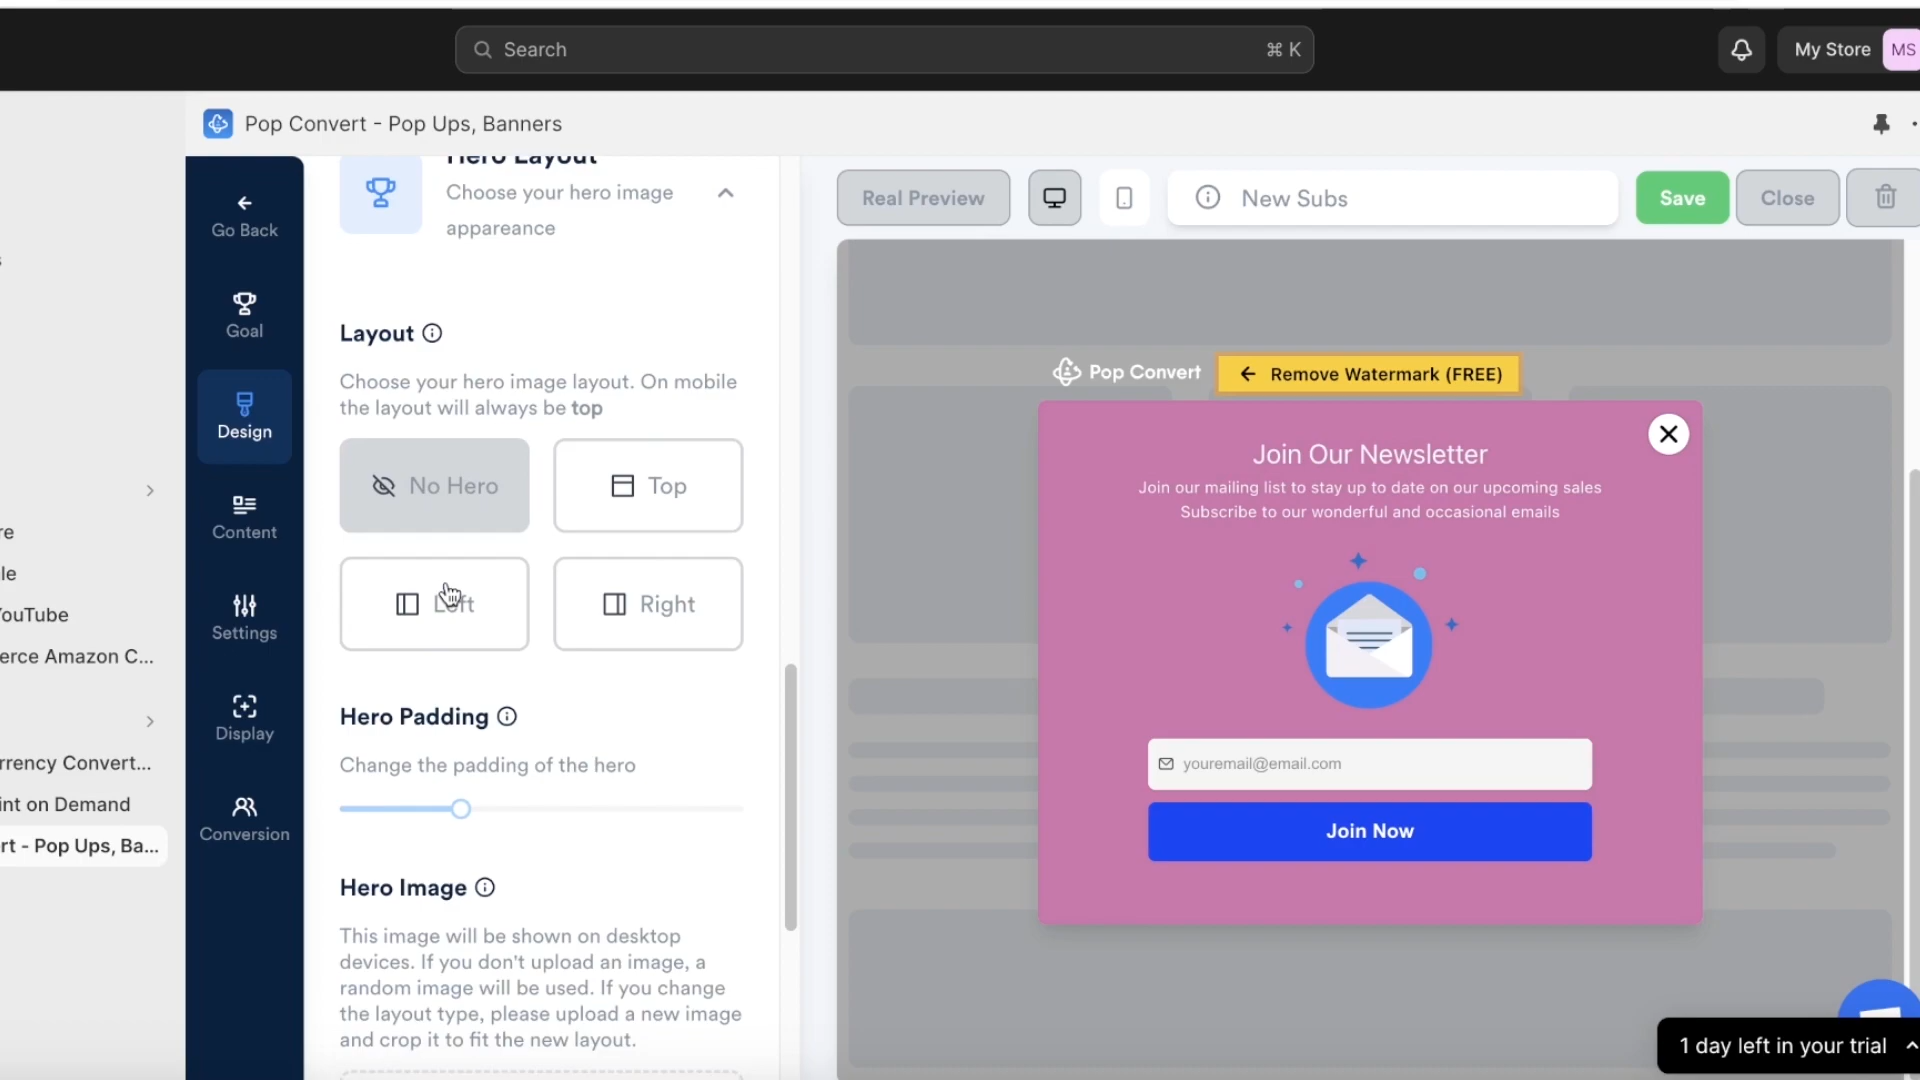 Search
⌘ K
My Store
MS
Pop Convert - Pop Ups, Banners
Go Back
Goal
Design
Content
Settings
Display
Conversion
s
re
le
YouTube
erce Amazon C...
rrency Convert...
int on Demand
rt - Pop Ups, Ba...
Hero Layout
Choose your hero image
appareance
Layout
Choose your hero image layout. On mobile
the layout will always be top
No Hero
Top
Left
Right
Hero Padding
Change the padding of the hero
Hero Image
This image will be shown on desktop
devices. If you don't upload an image, a
random image will be used. If you change
the layout type, please upload a new image
and crop it to fit the new layout.
Real Preview
New Subs
Save
Close
Pop Convert
Remove Watermark (FREE)
Join Our Newsletter
Join our mailing list to stay up to date on our upcoming sales
Subscribe to our wonderful and occasional emails
youremail@email.com
Join Now
1 day left in your trial